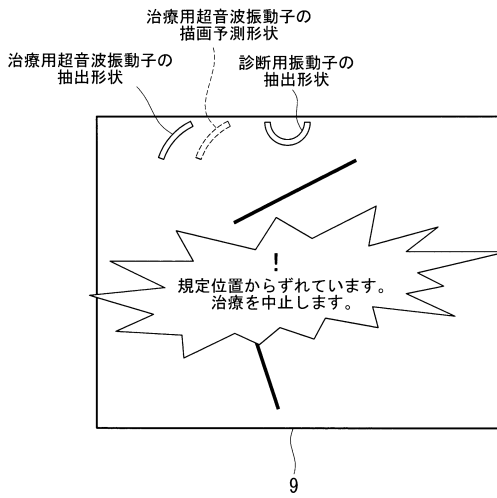 治療用超音波振動子の
描画予測形状
治療用超音波振動子の
抽出形状
診断用振動子の
抽出形状
!
規定位置からずれています。
治療を中止します。
9